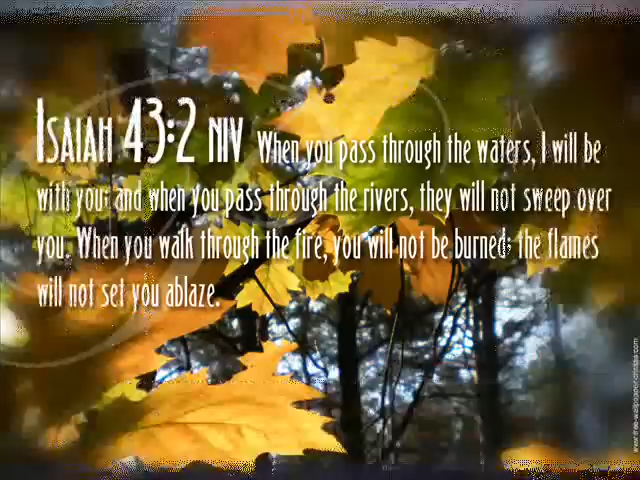 Isaiah 43:2 NIV When you pass through the waters, I will be
with you; and when you pass through the rivers, they will not sweep over
you. When you walk through the fire, you will not be burned; the flames
will not set you ablaze.